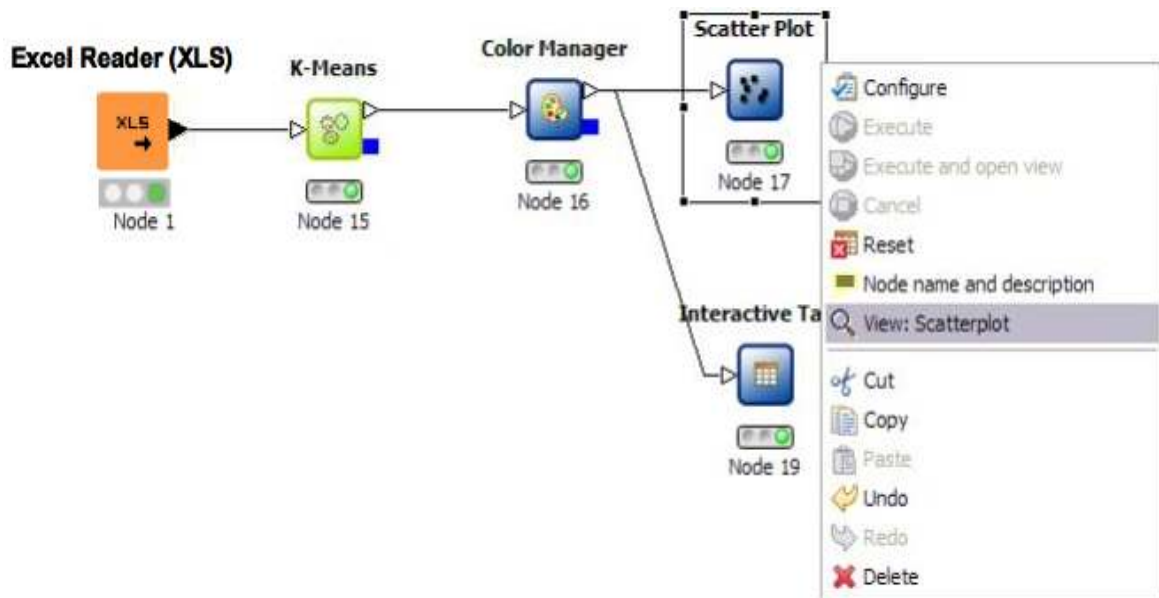 Scatter Plot
Color Manager
Excel Reader (XLS)
K-Means
XLS
Node 1
Node 15
Node 16
Node 17
Interactive Ta
Node 19
Configure
Execute
Execute and open view
Cancel
Reset
Node name and description
View: Scatterplot
Cut
Copy
Paste
Undo
Redo
Delete